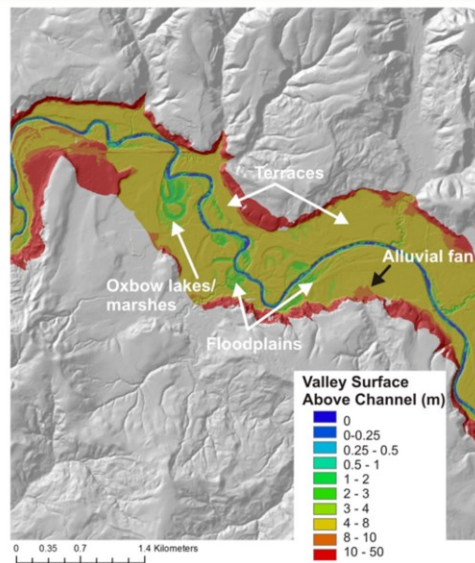 Terraces
Alluvial fan
Oxbow lakes/
marshes
Floodplains
Valley Surface
Above Channel (m)
0
0-0.25
0.25 - 0.5
0.5 - 1
1 - 2
2 - 3
3 - 4
4 - 8
8 - 10
10 - 50
0 0.35 0.7 1.4 Kilometers